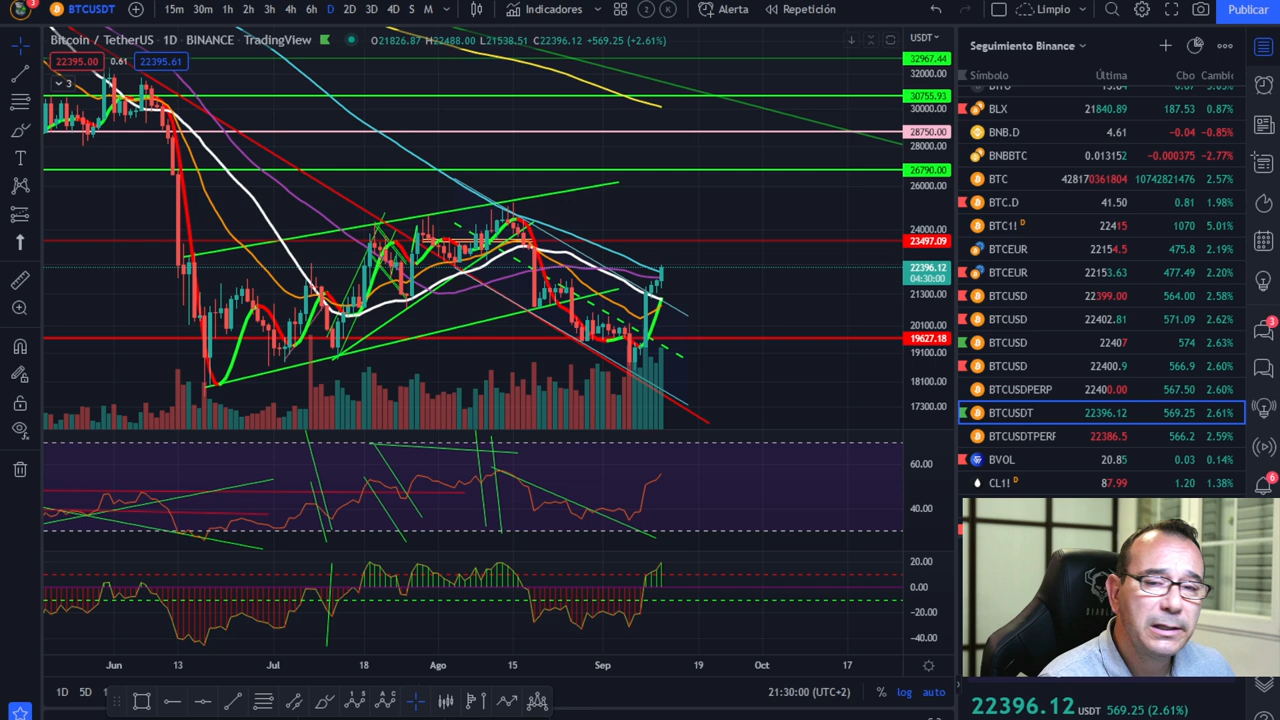 3
BTCUSDT
15m 30m 1h 2h 3h 4h 6h D 2D 3D 4D S M
Indicadores
2 K
Alerta
Repetición
Limpio
Publicar
Bitcoin / TetherUS · 1D · BINANCE · TradingView
O21826.87 H22488.00 L21538.51 C22396.12 +569.25 (+2.61%)
USDT
22395.00 0.61 22395.61
3
32967.44
32000.00
30755.93
30000.00
28750.00
28000.00
26790.00
26000.00
24000.00
23497.09
22396.12
04:30:00
21300.00
20100.00
19627.18
19100.00
18100.00
17300.00
60.00
40.00
20.00
0.00
−20.00
−40.00
Jun 13 Jul 18 Ago 15 Sep 19 Oct 17
1D 5D
21:30:00 (UTC+2)
% log auto
Seguimiento Binance
Símbolo Última Cbo Cambic
BLX 21840.89 187.53 0.87%
BNB.D 4.61 −0.04 −0.85%
BNBBTC 0.013152 −0.000375 −2.77%
BTC 428170361804 10742821476 2.57%
BTC.D 41.50 0.81 1.98%
BTC1! D 22415 1070 5.01%
BTCEUR 22154.5 475.8 2.19%
BTCEUR 22153.63 477.49 2.20%
BTCUSD 22399.00 564.00 2.58%
BTCUSD 22402.81 571.09 2.62%
BTCUSD 22407 574 2.63%
BTCUSD 22400.9 566.9 2.60%
BTCUSDPERP 22400.00 567.50 2.60%
BTCUSDT 22396.12 569.25 2.61%
BTCUSDTPERF 22386.5 566.2 2.59%
BVOL 20.85 0.03 0.14%
CL1! D 87.99 1.20 1.38%
3
6
22396.12 USDT 569.25 (2.61%)